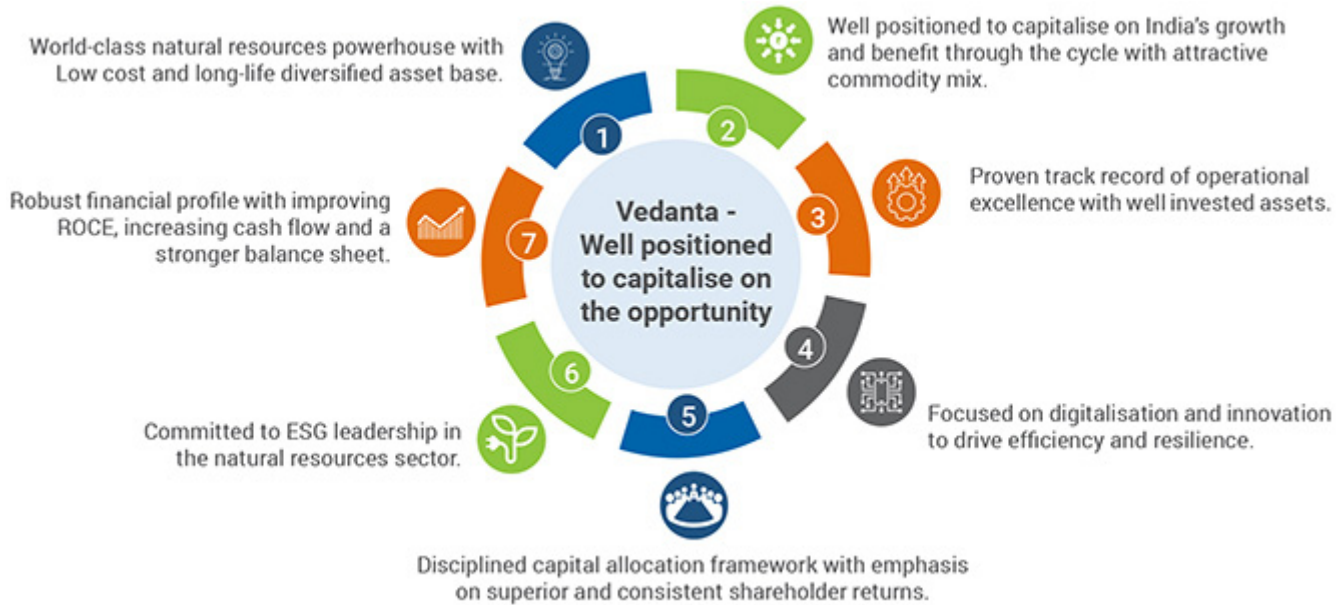 World-class natural resources powerhouse with
Low cost and long-life diversified asset base.
1
Well positioned to capitalise on India's growth
and benefit through the cycle with attractive
commodity mix.
2
Proven track record of operational
excellence with well invested assets.
3
Focused on digitalisation and innovation
to drive efficiency and resilience.
4
Disciplined capital allocation framework with emphasis
on superior and consistent shareholder returns.
5
Committed to ESG leadership in
the natural resources sector.
6
Robust financial profile with improving
ROCE, increasing cash flow and a
stronger balance sheet.
7
Vedanta -
Well positioned
to capitalise on
the opportunity